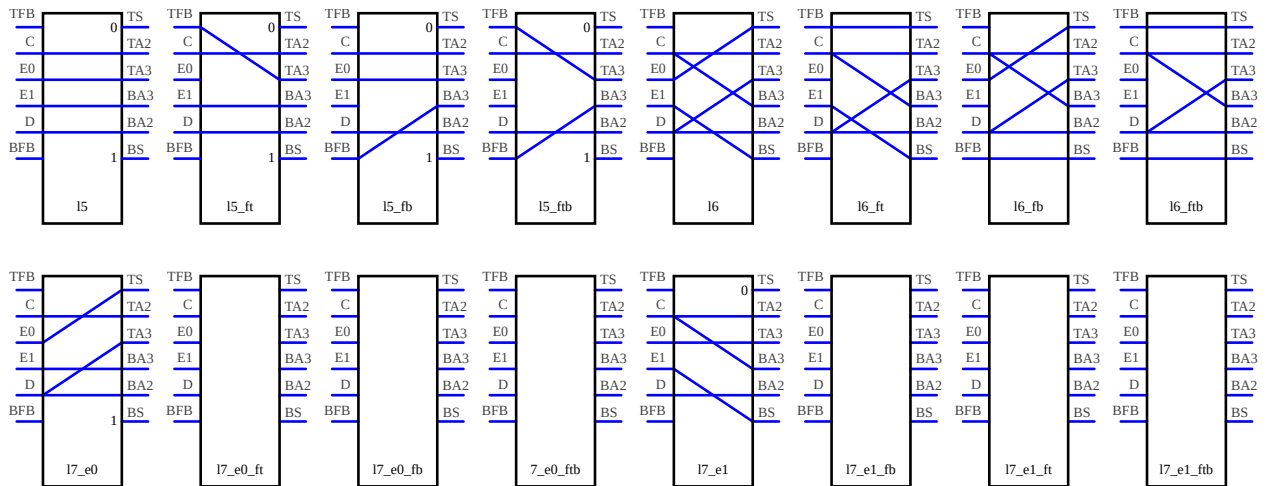 TFB TS TFB TS TFB TS TFB TS TFB TS TFB TS TFB TS TFB TS
0 0 0 0
C TA2 C TA2 C TA2 C TA2 C TA2 C TA2 C TA2 C TA2
E0 TA3 E0 TA3 E0 TA3 E0 TA3 E0 TA3 E0 TA3 E0 TA3 E0 TA3
E1 BA3 E1 BA3 E1 BA3 E1 BA3 E1 BA3 E1 BA3 E1 BA3 E1 BA3
D BA2 D BA2 D BA2 D BA2 D BA2 D BA2 D BA2 D BA2
BFB BS BFB BS BFB BS BFB BS BFB BS BFB BS BFB BS BFB BS
1 1 1 1
l5 l5_ft l5_fb l5_ftb l6 l6_ft l6_fb l6_ftb
TFB TS TFB TS TFB TS TFB TS TFB TS TFB TS TFB TS TFB TS
0
C TA2 C TA2 C TA2 C TA2 C TA2 C TA2 C TA2 C TA2
E0 TA3 E0 TA3 E0 TA3 E0 TA3 E0 TA3 E0 TA3 E0 TA3 E0 TA3
E1 BA3 E1 BA3 E1 BA3 E1 BA3 E1 BA3 E1 BA3 E1 BA3 E1 BA3
D BA2 D BA2 D BA2 D BA2 D BA2 D BA2 D BA2 D BA2
BFB BS BFB BS BFB BS BFB BS BFB BS BFB BS BFB BS BFB BS
1
l7_e0 l7_e0_ft l7_e0_fb 7_e0_ftb l7_e1 l7_e1_fb l7_e1_ft l7_e1_ftb